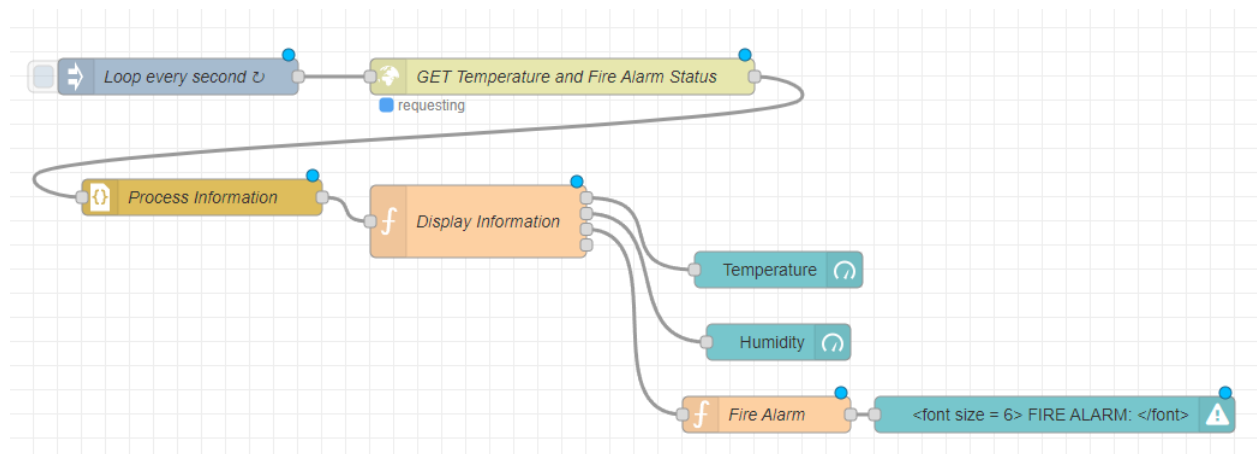 Loop every second ↻
GET Temperature and Fire Alarm Status
requesting
Process Information
Display Information
Temperature
Humidity
Fire Alarm
<font size = 6> FIRE ALARM: </font>